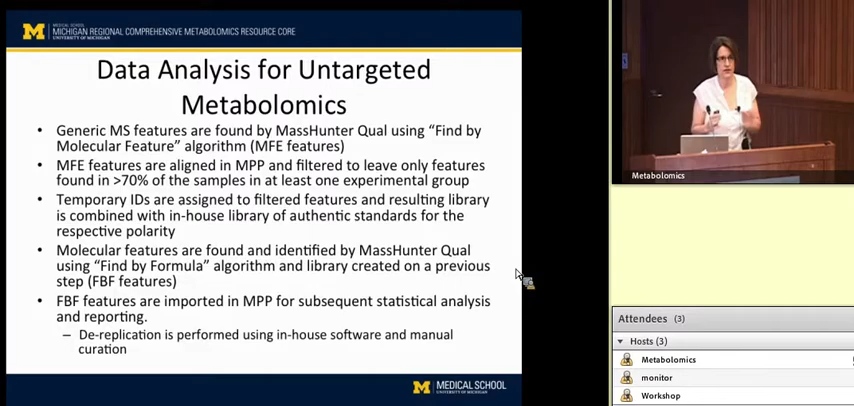 M MEDICAL SCHOOL
MICHIGAN REGIONAL COMPREHENSIVE METABOLOMICS RESOURCE CORE
UNIVERSITY OF MICHIGAN
Data Analysis for Untargeted
Metabolomics
• Generic MS features are found by MassHunter Qual using “Find by
Molecular Feature” algorithm (MFE features)
• MFE features are aligned in MPP and filtered to leave only features
found in >70% of the samples in at least one experimental group
• Temporary IDs are assigned to filtered features and resulting library
is combined with in-house library of authentic standards for the
respective polarity
• Molecular features are found and identified by MassHunter Qual
using “Find by Formula” algorithm and library created on a previous
step (FBF features)
• FBF features are imported in MPP for subsequent statistical analysis
and reporting.
– De-replication is performed using in-house software and manual
curation
M MEDICAL SCHOOL
UNIVERSITY OF MICHIGAN
Metabolomics
Attendees (3)
Hosts (3)
Metabolomics
monitor
Workshop